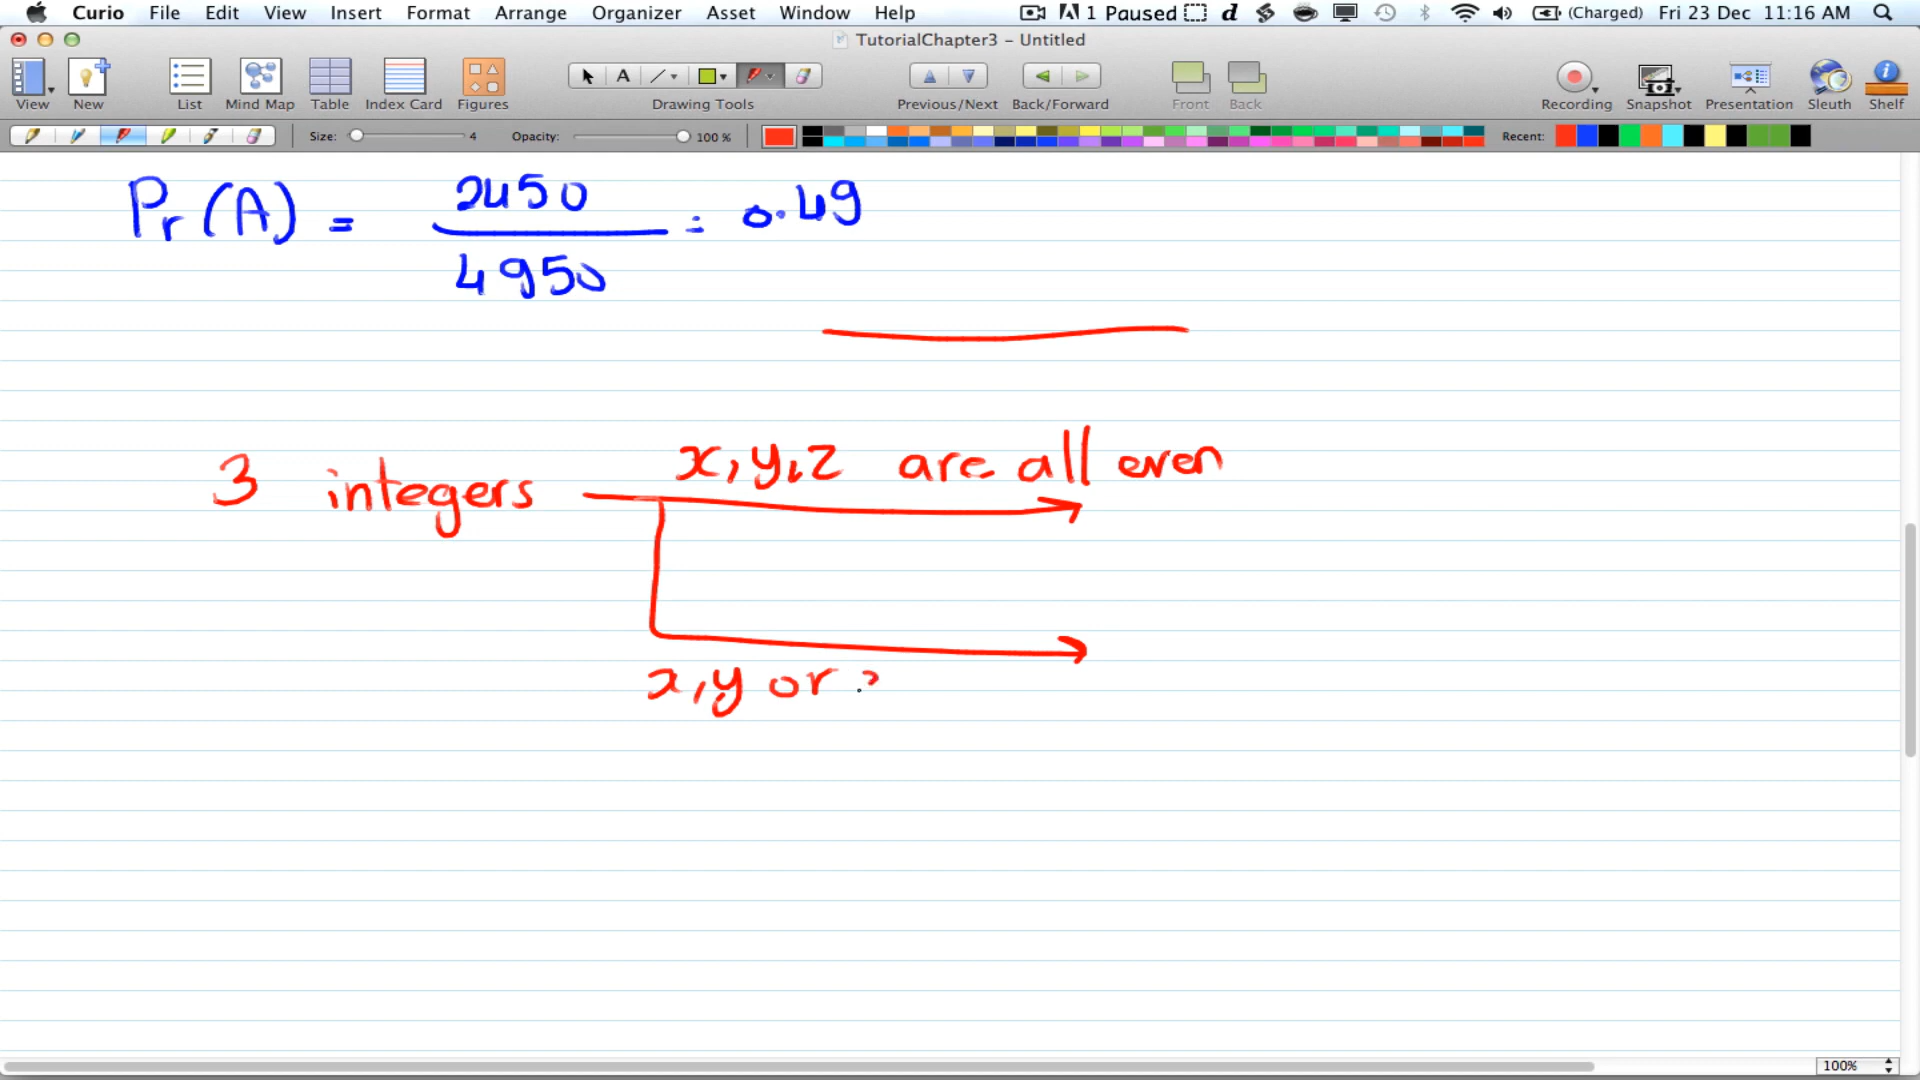 Curio File Edit View Insert Format Arrange Organizer Asset Window Help 1 Paused (Charged) Fri 23 Dec 11:16 AM
TutorialChapter3 – Untitled
View New List Mind Map Table Index Card Figures Drawing Tools Previous/Next Back/Forward Front Back Recording Snapshot Presentation Sleuth Shelf
Size: 4 Opacity: 100 % Recent:
Pr(A) = 2450 = 0.49
4950
x, y, z are all even
3 integers
x, y or
100%